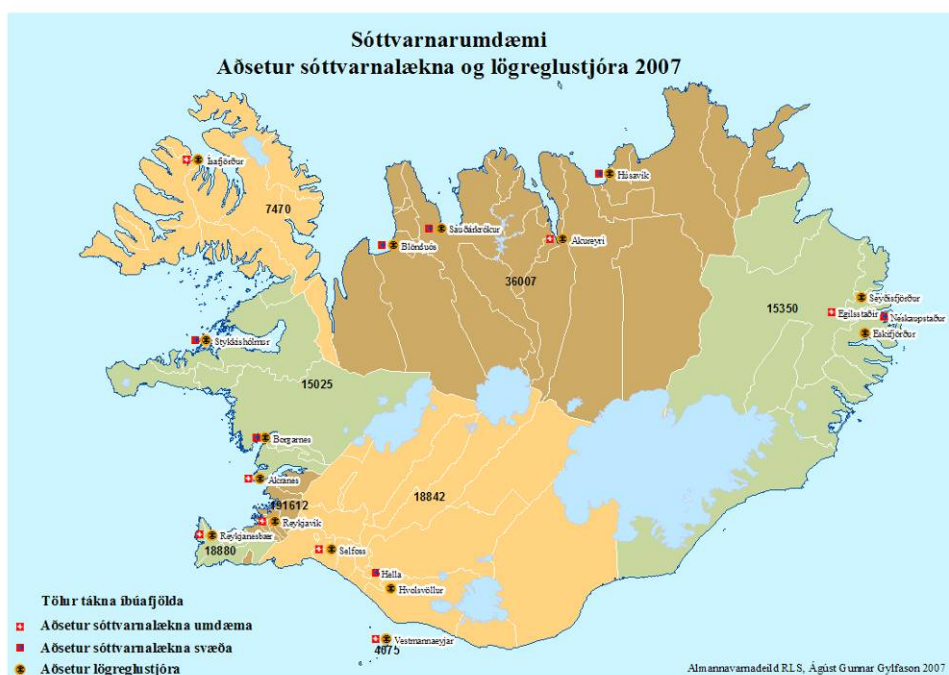 Sóttvarnarumdæmi
Aðsetur sóttvarnalækna og lögreglustjóra 2007
Ísafjörður
Húsavík
7470
Sauðárkrókur
Akureyri
Blönduós
36007
Seyðisfjörður
15350
Egilsstaðir
Neskaupstaður
Eskifjörður
Stykkishólmur
15025
Borgarnes
Akranes
18842
191612
Reykjavík
Reykjanesbær
18880
Selfoss
Hella
Hvolsvöllur
Vestmannaeyjar
4075
Tölur tákna íbúafjölda
Aðsetur sóttvarnalækna umdæma
Aðsetur sóttvarnalækna svæða
Aðsetur lögreglustjóra
Almannavarnadeild RLS, Ágúst Gunnar Gylfason 2007